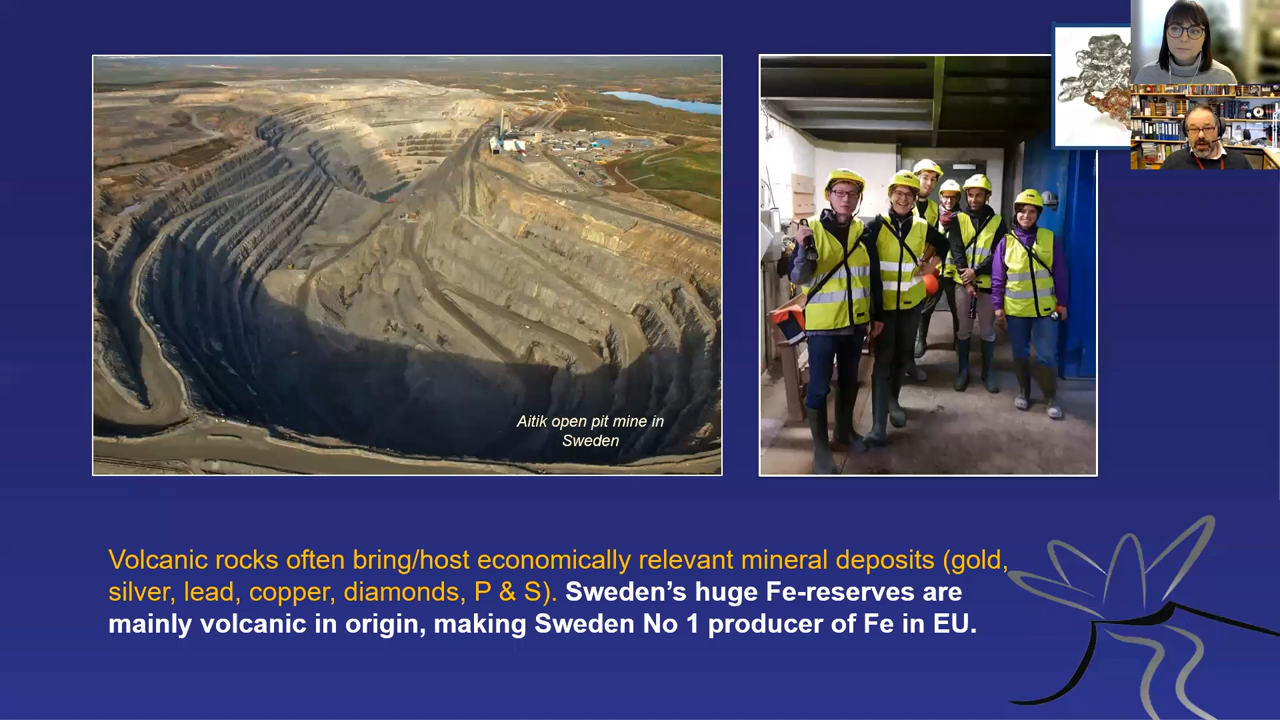 Aitik open pit mine in
Sweden
Volcanic rocks often bring/host economically relevant mineral deposits (gold,
silver, lead, copper, diamonds, P & S). Sweden's huge Fe-reserves are
mainly volcanic in origin, making Sweden No 1 producer of Fe in EU.